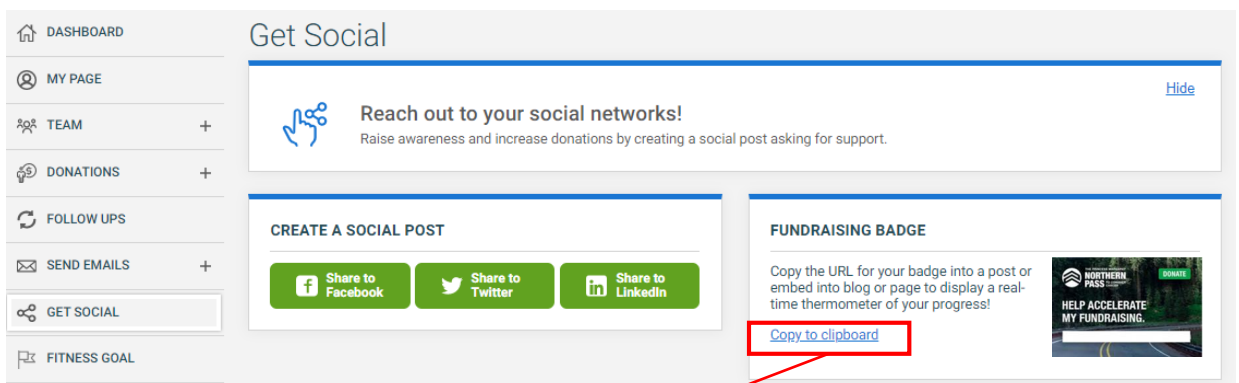 DASHBOARD
MY PAGE
TEAM +
DONATIONS +
FOLLOW UPS
SEND EMAILS +
GET SOCIAL
FITNESS GOAL
Get Social
Hide
Reach out to your social networks!
Raise awareness and increase donations by creating a social post asking for support.
CREATE A SOCIAL POST
Share to
Facebook
Share to
Twitter
Share to
LinkedIn
FUNDRAISING BADGE
Copy the URL for your badge into a post or
embed into blog or page to display a real-
time thermometer of your progress!
Copy to clipboard
NORTHERN
PASS
DONATE
HELP ACCELERATE
MY FUNDRAISING.